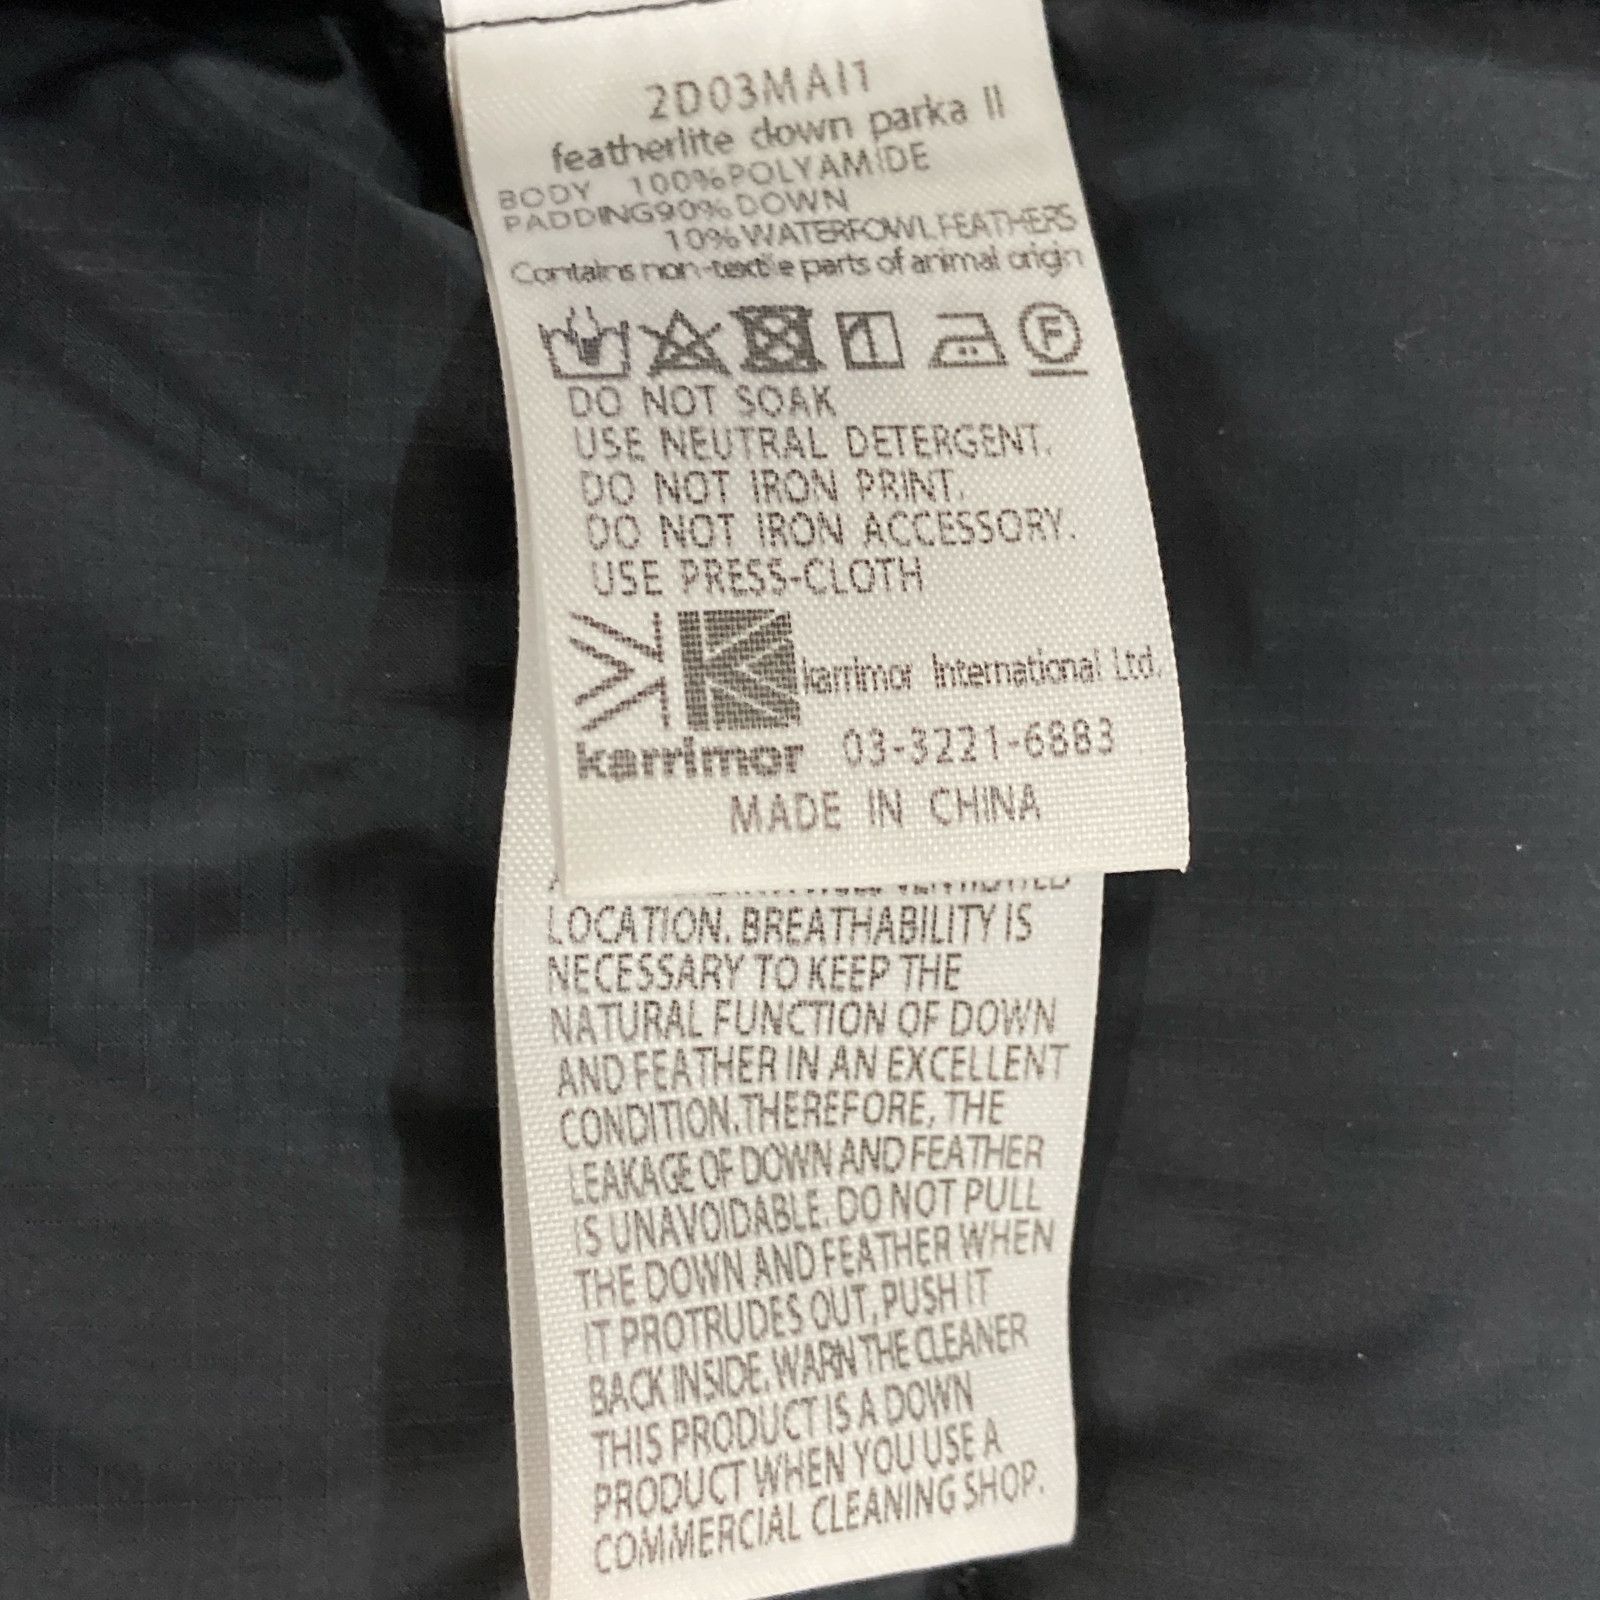 2D03MAI1
featherlite down parka II
BODY 100%POLYAMIDE
PADDING90%DOWN
10%WATERFOWLFEATHERS
Contains non-textile parts of animal origin
F
DO NOT SOAK
USE NEUTRAL DETERGENT.
DO NOT IRON PRINT.
DO NOT IRON ACCESSORY.
USE PRESS-CLOTH
karrimor International Ltd.
karrimor 03-3221-6883
MADE IN CHINA
VENTILATED
LOCATION. BREATHABILITY IS
NECESSARY TO KEEP THE
NATURAL FUNCTION OF DOWN
AND FEATHER IN AN EXCELLENT
CONDITION.THEREFORE, THE
LEAKAGE OF DOWN AND FEATHER
IS UNAVOIDABLE. DO NOT PULL
THE DOWN AND FEATHER WHEN
IT PROTRUDES OUT, PUSH IT
BACK INSIDE. WARN THE CLEANER
THIS PRODUCT IS A DOWN
PRODUCT WHEN YOU USE A
COMMERCIAL CLEANING SHOP.